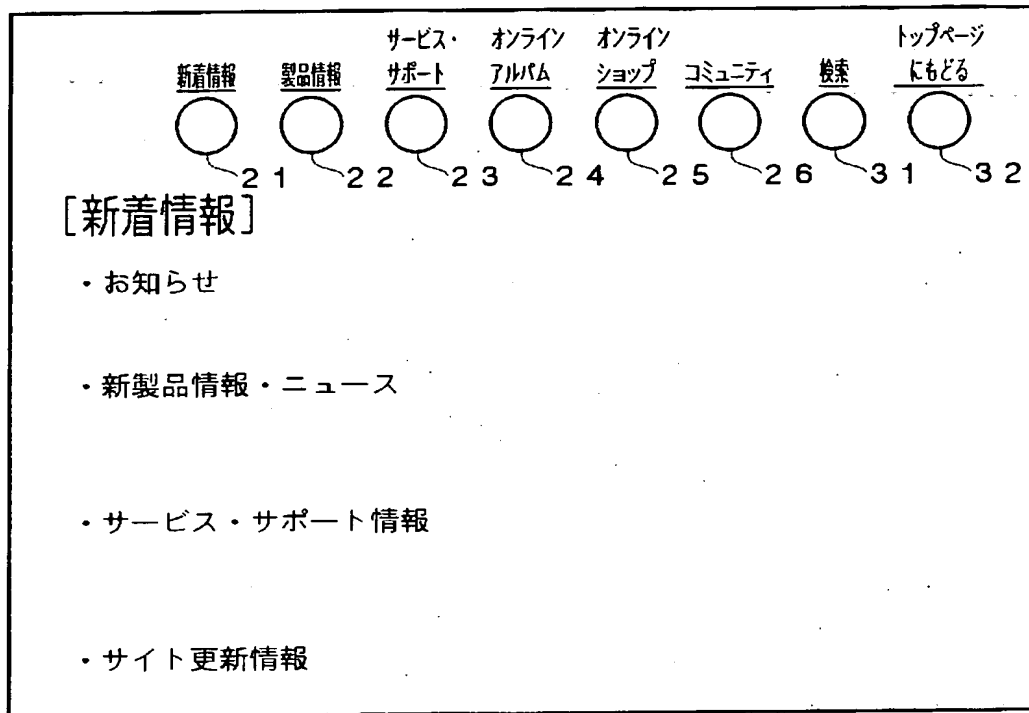 サービス・ オンライン オンライン トップページ
新着情報 製品情報 サポート アルバム ショップ コミュニティ 検索 にもどる
21 22 23 24 25 26 31 32
[新着情報]
・お知らせ
・新製品情報・ニュース
・サービス・サポート情報
・サイト更新情報